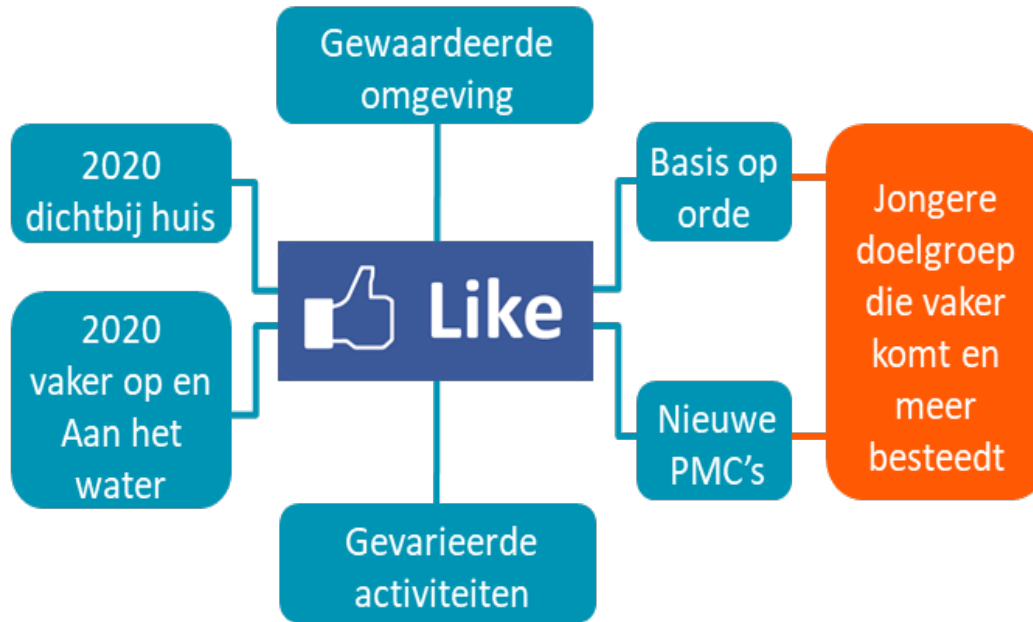 Gewaardeerde
omgeving
2020
dichtbij huis
2020
vaker op en
Aan het
water
Like
Basis op
orde
Nieuwe
PMC’s
Jongere
doelgroep
die vaker
komt en
meer
besteedt
Gevarieerde
activiteiten